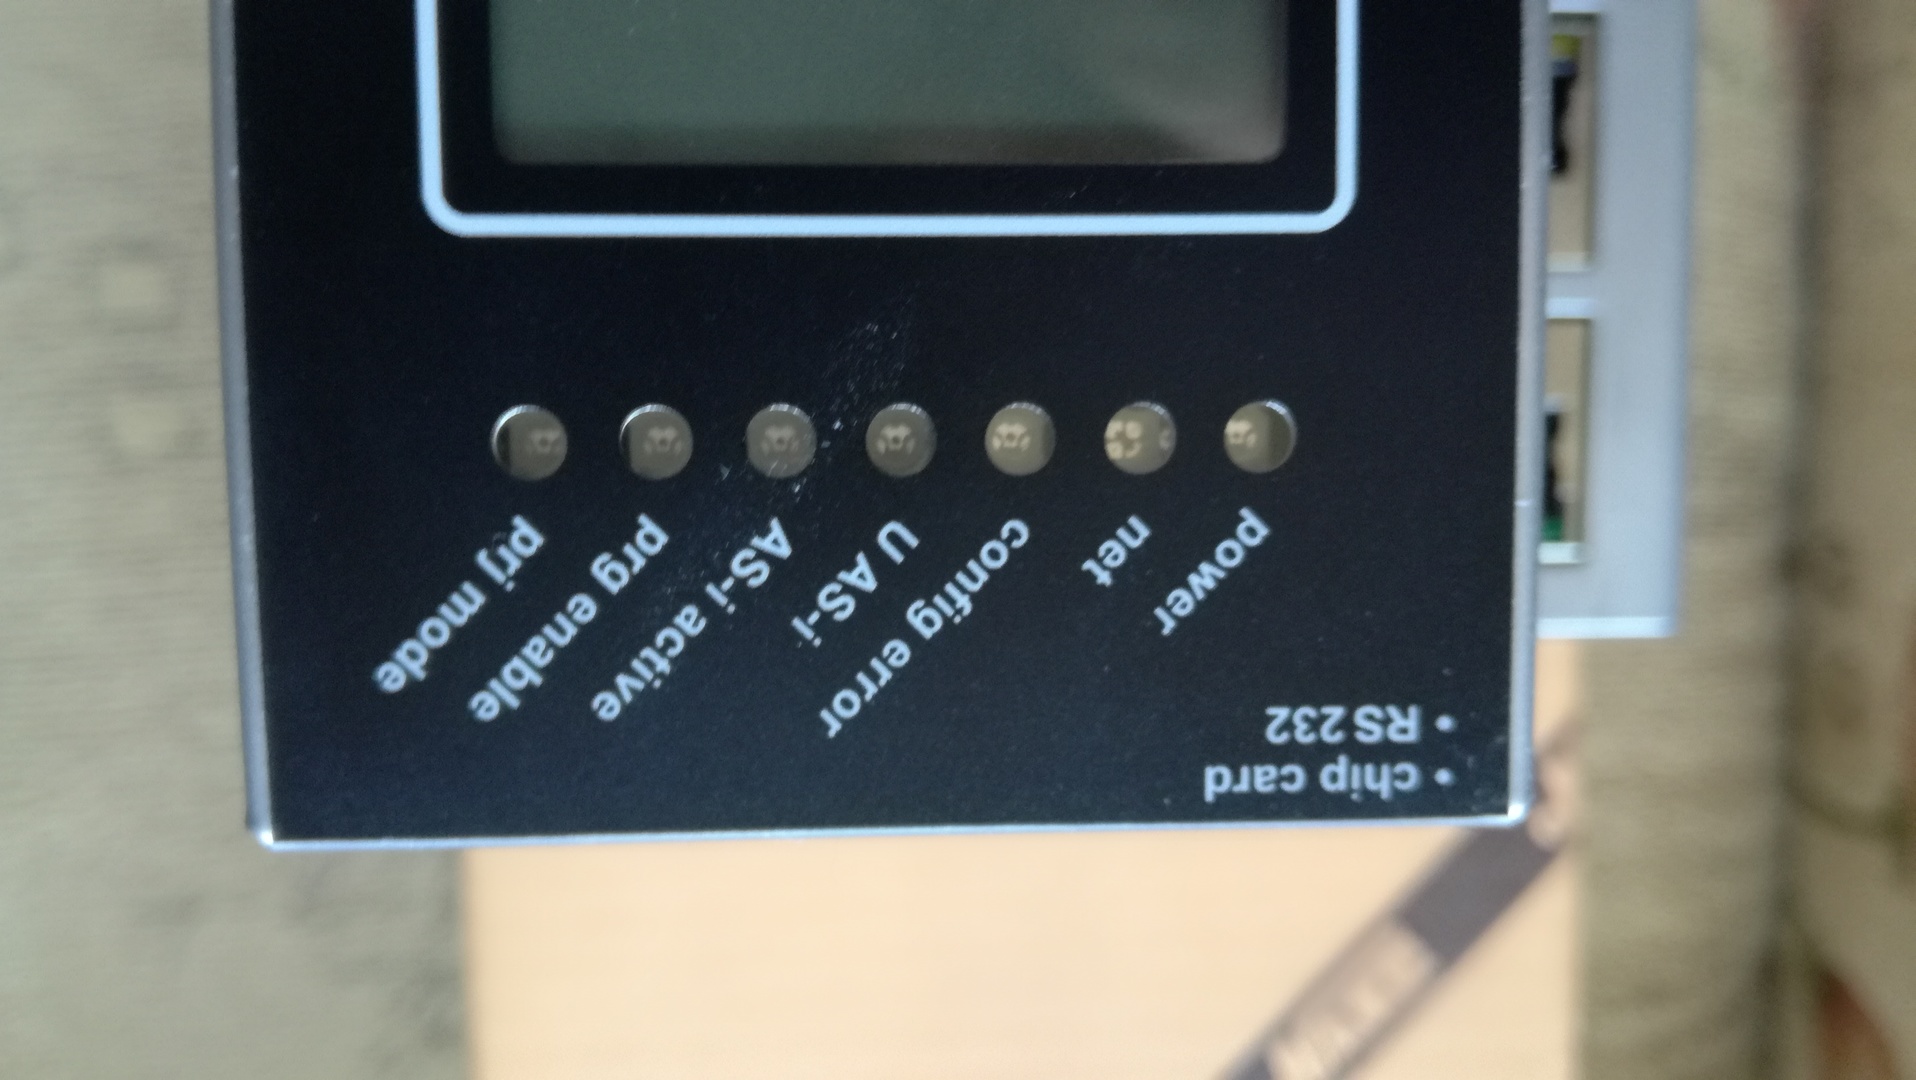 • chip card
• RS 232
power
net
config error
U AS-i
AS-i active
prg enable
prj mode